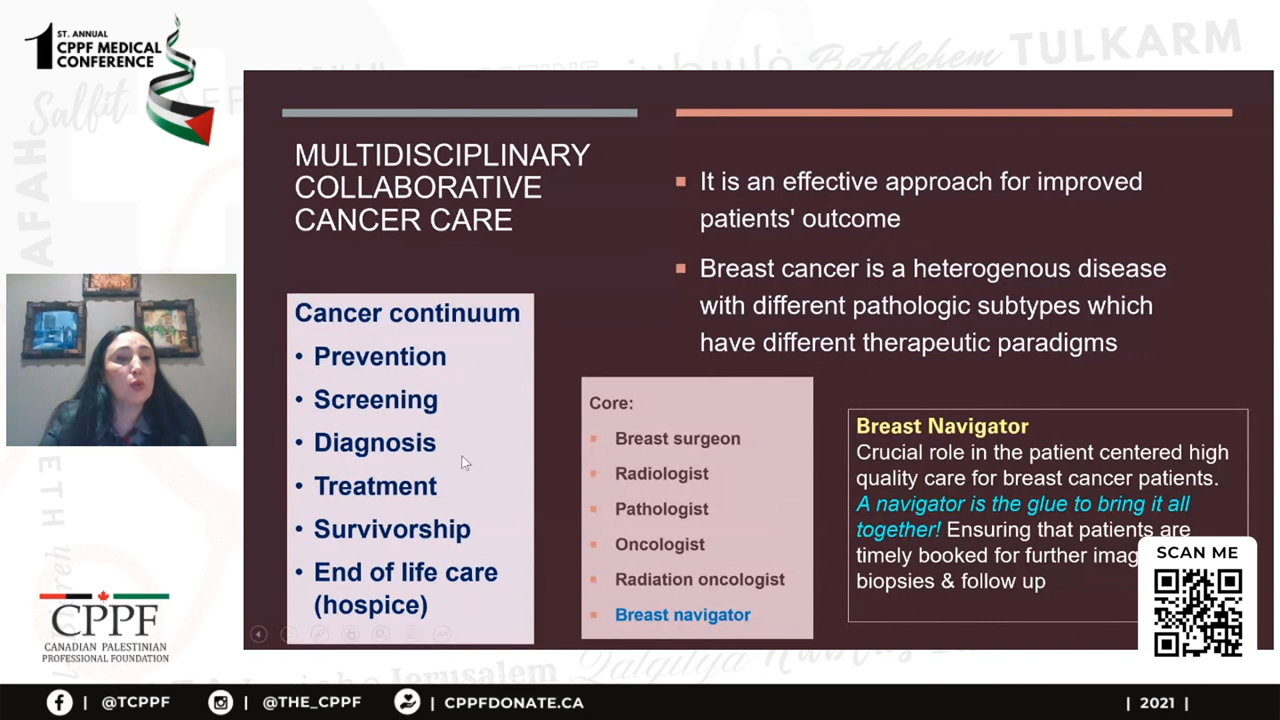 1
ST. ANNUAL
CPPF MEDICAL
CONFERENCE
Salfit
Bethlehem
TULKARM
MULTIDISCIPLINARY
COLLABORATIVE
CANCER CARE
Cancer continuum
• Prevention
• Screening
• Diagnosis
• Treatment
• Survivorship
• End of life care
(hospice)
▪ It is an effective approach for improved
patients' outcome
▪ Breast cancer is a heterogenous disease
with different pathologic subtypes which
have different therapeutic paradigms
Core:
▪ Breast surgeon
▪ Radiologist
▪ Pathologist
▪ Oncologist
▪ Radiation oncologist
▪ Breast navigator
Breast Navigator
Crucial role in the patient centered high
quality care for breast cancer patients.
A navigator is the glue to bring it all
together! Ensuring that patients are
timely booked for further
biopsies & follow up
SCAN ME
CPPF
CANADIAN PALESTINIAN
PROFESSIONAL FOUNDATION
Jerusalem
Qalqilya
| @TCPPF
| @THE_CPPF
| CPPFDONATE.CA
| 2021 |